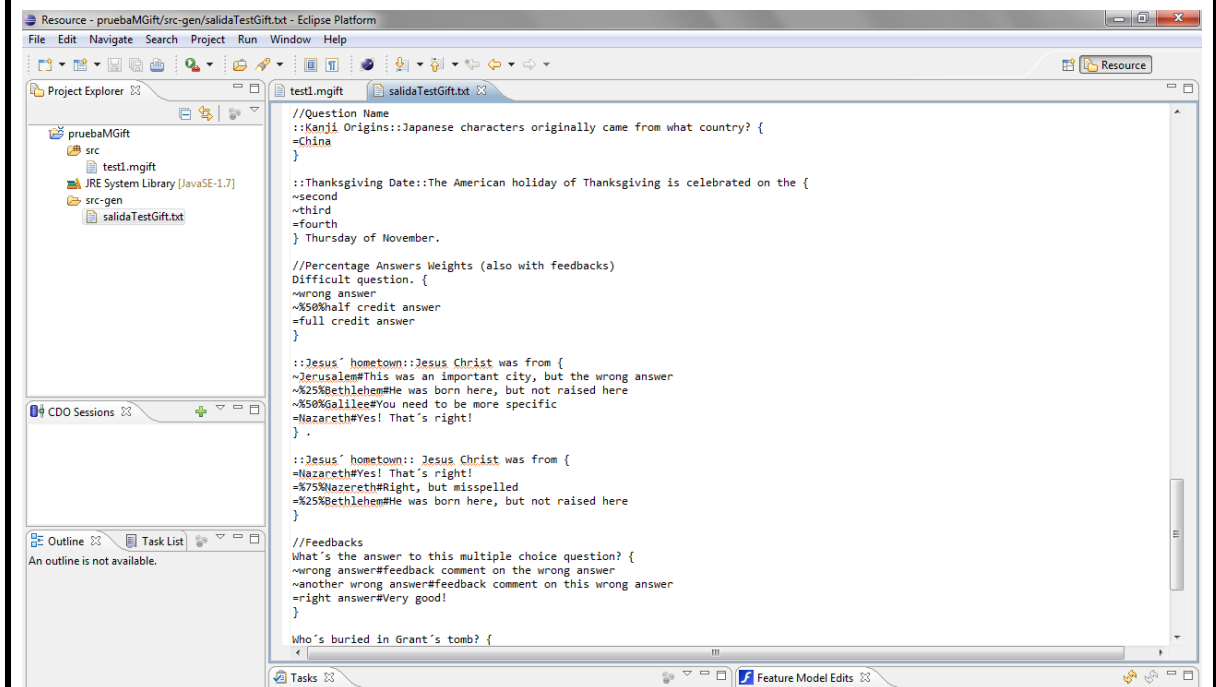 Resource - pruebaMGift/src-gen/salidaTestGift.txt - Eclipse Platform
File Edit Navigate Search Project Run Window Help
Resource
Project Explorer
test1.mgift
salidaTestGift.txt
pruebaMGift
src
test1.mgift
JRE System Library [JavaSE-1.7]
src-gen
salidaTestGift.txt
CDO Sessions
Outline
Task List
An outline is not available.
//Question Name
::Kanji Origins::Japanese characters originally came from what country? {
=China
}
::Thanksgiving Date::The American holiday of Thanksgiving is celebrated on the {
~second
~third
=fourth
} Thursday of November.
//Percentage Answers Weights (also with feedbacks)
Difficult question. {
~wrong answer
~%50%half credit answer
=full credit answer
}
::Jesus´ hometown::Jesus Christ was from {
~Jerusalem#This was an important city, but the wrong answer
~%25%Bethlehem#He was born here, but not raised here
~%50%Galilee#You need to be more specific
=Nazareth#Yes! That´s right!
} .
::Jesus´ hometown:: Jesus Christ was from {
=Nazareth#Yes! That´s right!
=%75%Nazereth#Right, but misspelled
=%25%Bethlehem#He was born here, but not raised here
}
//Feedbacks
What´s the answer to this multiple choice question? {
~wrong answer#feedback comment on the wrong answer
~another wrong answer#feedback comment on this wrong answer
=right answer#Very good!
}
Who´s buried in Grant´s tomb? {
Tasks
Feature Model Edits